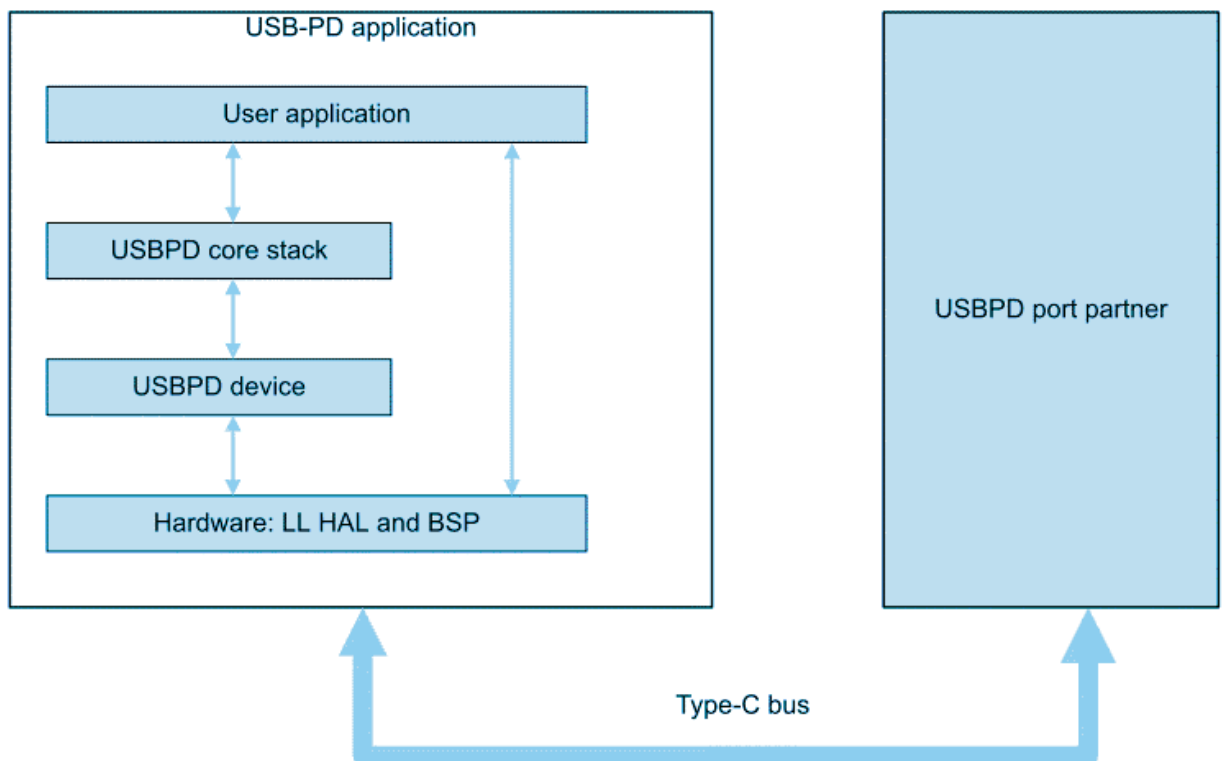 USB-PD application
User application
USBPD core stack
USBPD device
Hardware: LL HAL and BSP
USBPD port partner
Type-C bus